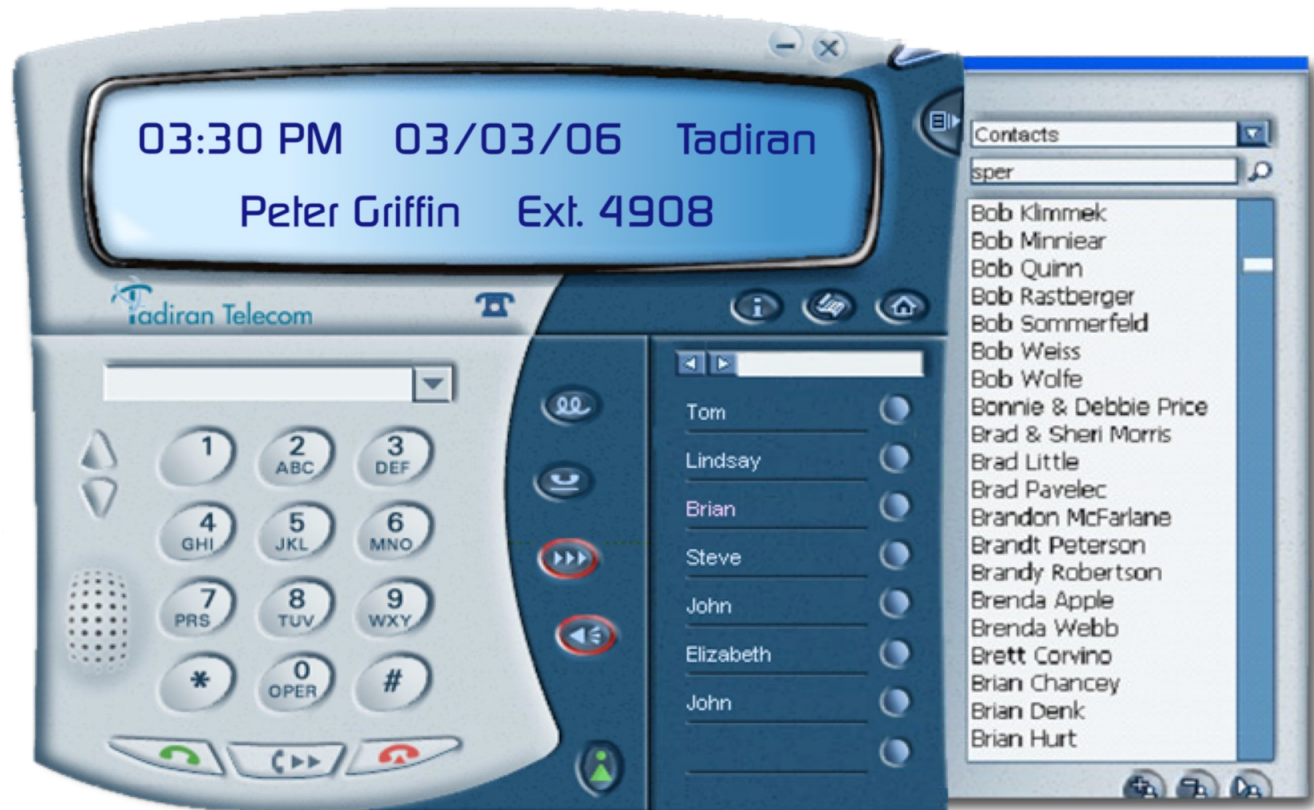 03:30 PM 03/03/06 Tadiran
Peter Griffin Ext. 4908
Tadiran Telecom
1
2
ABC
3
DEF
4
GHI
5
JKL
6
MNO
7
PRS
8
TUV
9
WXY
*
0
OPER
#
Tom
Lindsay
Brian
Steve
John
Elizabeth
John
Contacts
sper
Bob Klimmek
Bob Minniear
Bob Quinn
Bob Rastberger
Bob Sommerfeld
Bob Weiss
Bob Wolfe
Bonnie & Debbie Price
Brad & Sheri Morris
Brad Little
Brad Pavelec
Brandon McFarlane
Brandt Peterson
Brandy Robertson
Brenda Apple
Brenda Webb
Brett Corvino
Brian Chancey
Brian Denk
Brian Hurt